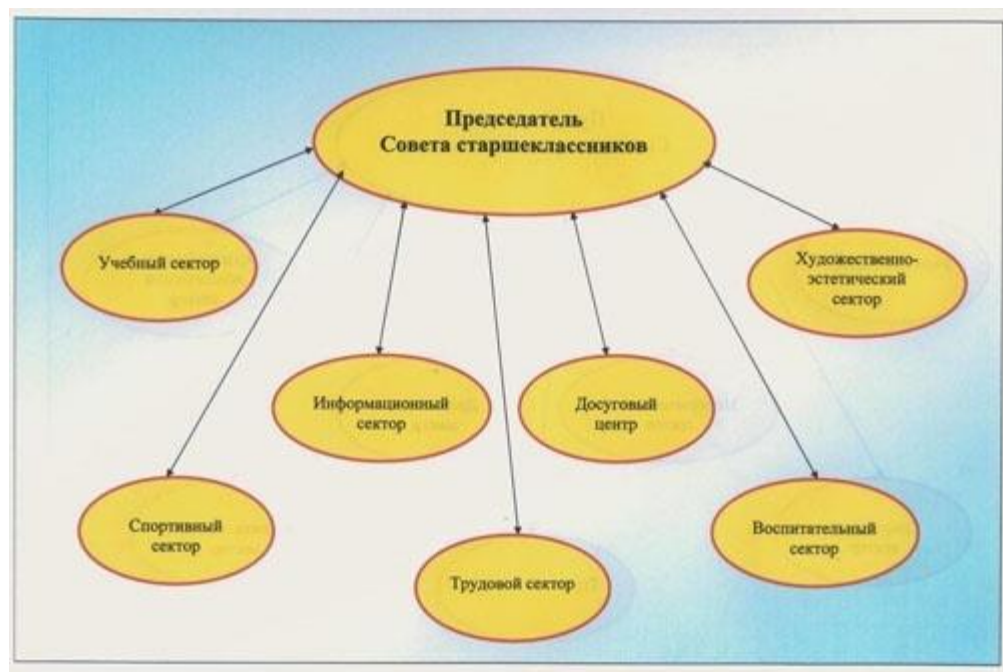 Председатель
Совета старшеклассников
Учебный сектор
Художественно-
эстетический
сектор
Информационный
сектор
Досуговый
центр
Спортивный
сектор
Трудовой сектор
Воспитательный
сектор